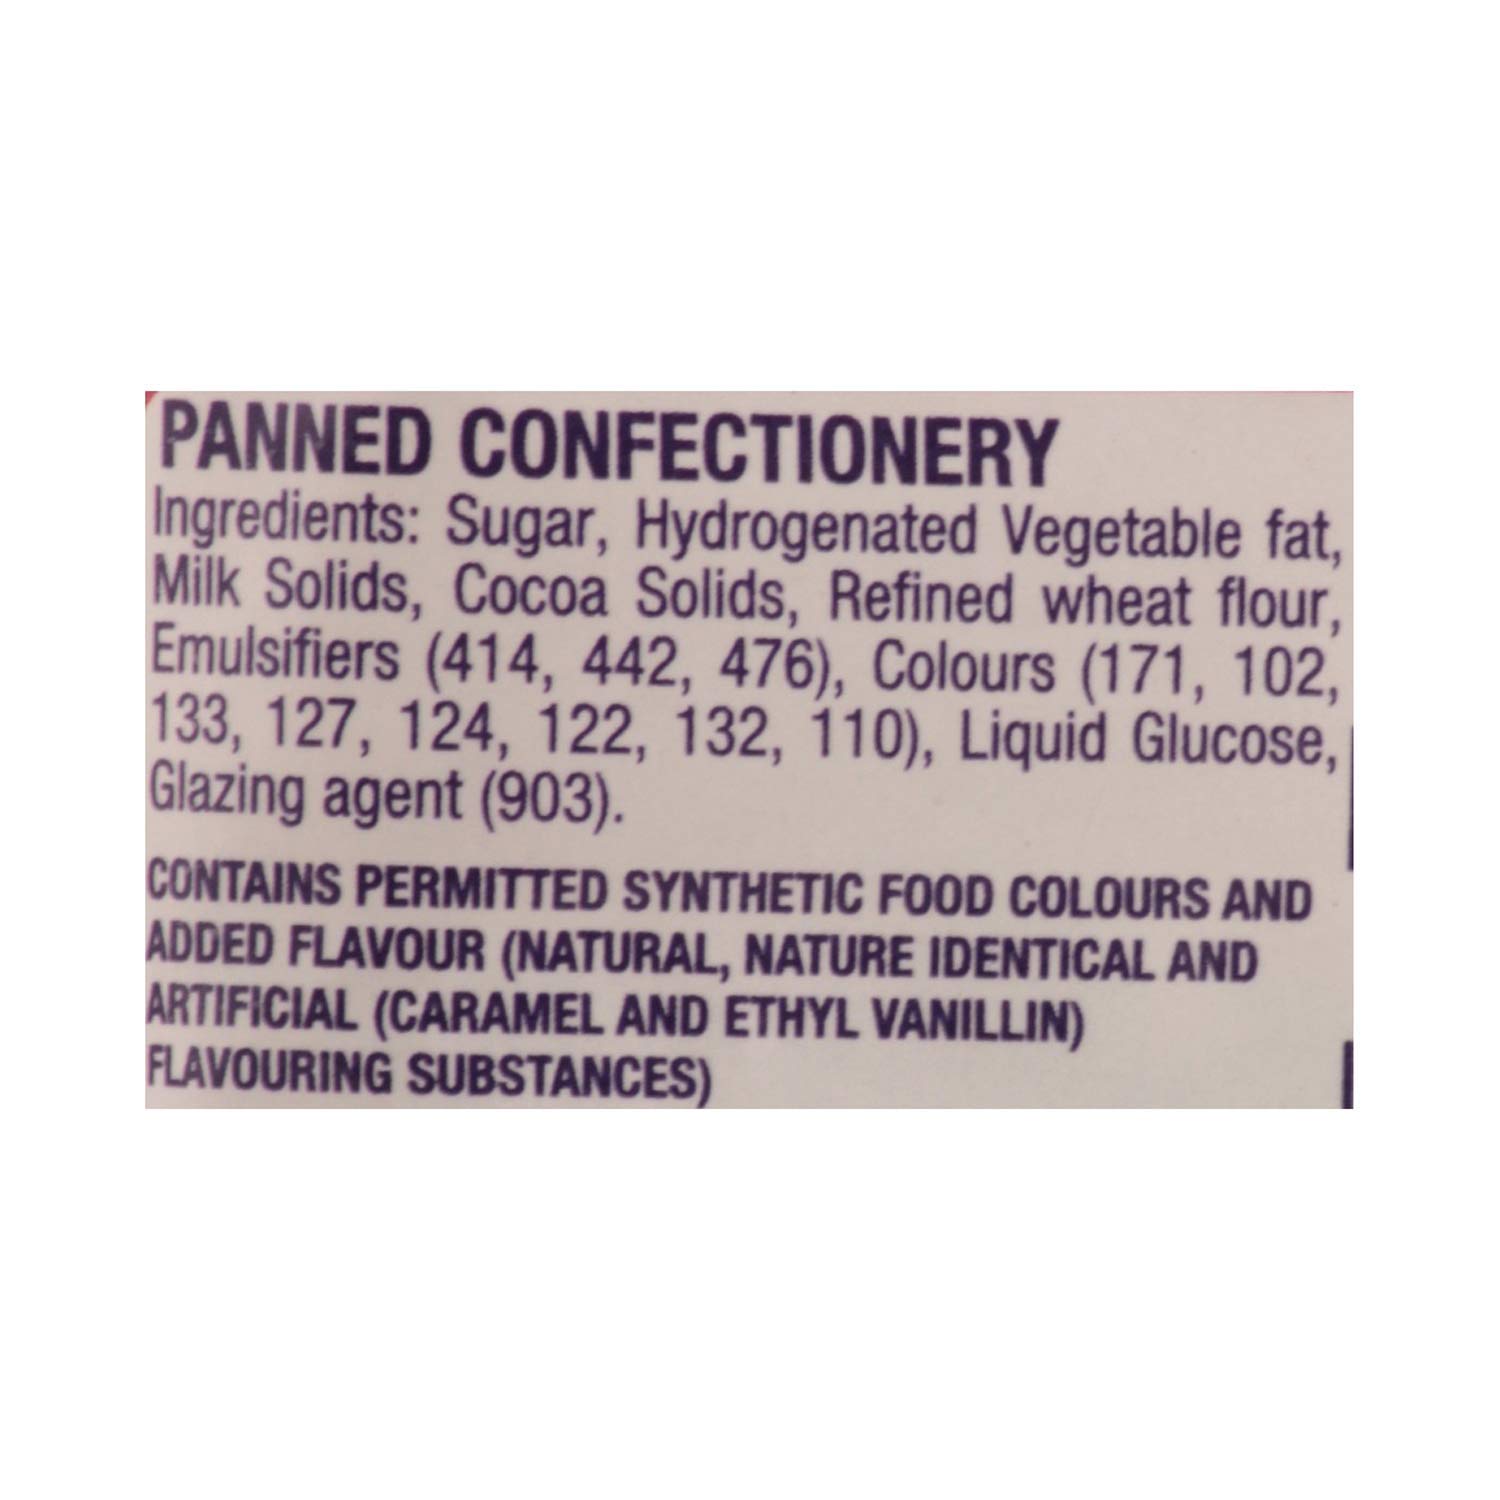 PANNED CONFECTIONERY
Ingredients: Sugar, Hydrogenated Vegetable fat,
Milk Solids, Cocoa Solids, Refined wheat flour,
Emulsifiers (414, 442, 476), Colours (171, 102,
133, 127, 124, 122, 132, 110), Liquid Glucose,
Glazing agent (903).
CONTAINS PERMITTED SYNTHETIC FOOD COLOURS AND
ADDED FLAVOUR (NATURAL, NATURE IDENTICAL AND
ARTIFICIAL (CARAMEL AND ETHYL VANILLIN)
FLAVOURING SUBSTANCES)